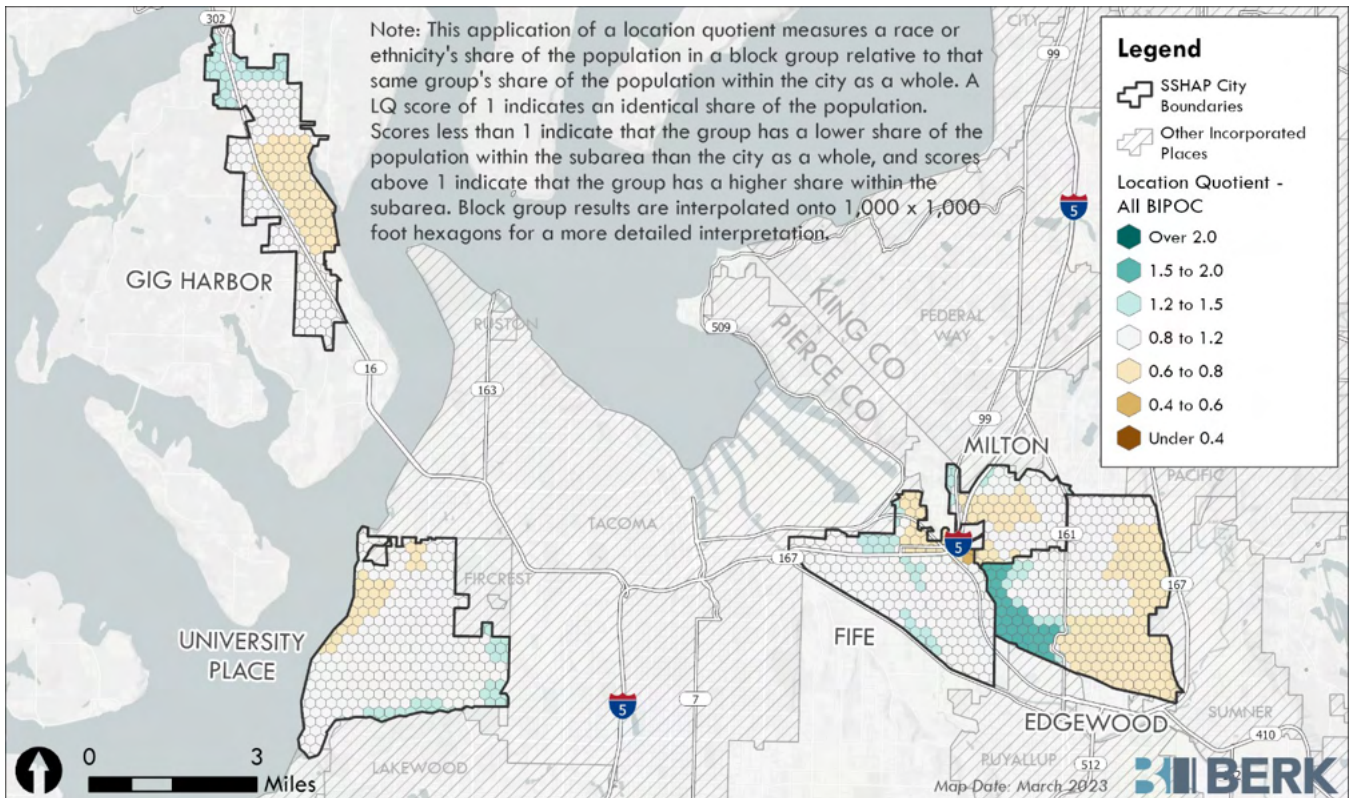 302
Note: This application of a location quotient measures a race or
ethnicity's share of the population in a block group relative to that
same group's share of the population within the city as a whole. A
LQ score of 1 indicates an identical share of the population.
Scores less than 1 indicate that the group has a lower share of the
population within the subarea than the city as a whole, and scores
above 1 indicate that the group has a higher share within the
subarea. Block group results are interpolated onto 1,000 x 1,000
foot hexagons for a more detailed interpretation.
CITY
99
5
Legend
SSHAP City
Boundaries
Other Incorporated
Places
Location Quotient -
All BIPOC
Over 2.0
1.5 to 2.0
1.2 to 1.5
0.8 to 1.2
0.6 to 0.8
0.4 to 0.6
Under 0.4
GIG HARBOR
16
RUSTON
163
509
KING CO
PIERCE CO
FEDERAL
WAY
99
MILTON
PACIFIC
TACOMA
5
161
167
167
FIRCREST
UNIVERSITY
PLACE
FIFE
5
7
EDGEWOOD
SUMNER
410
PUYALLUP
512
LAKEWOOD
0 3
Miles
Map Date: March 2023
BERK